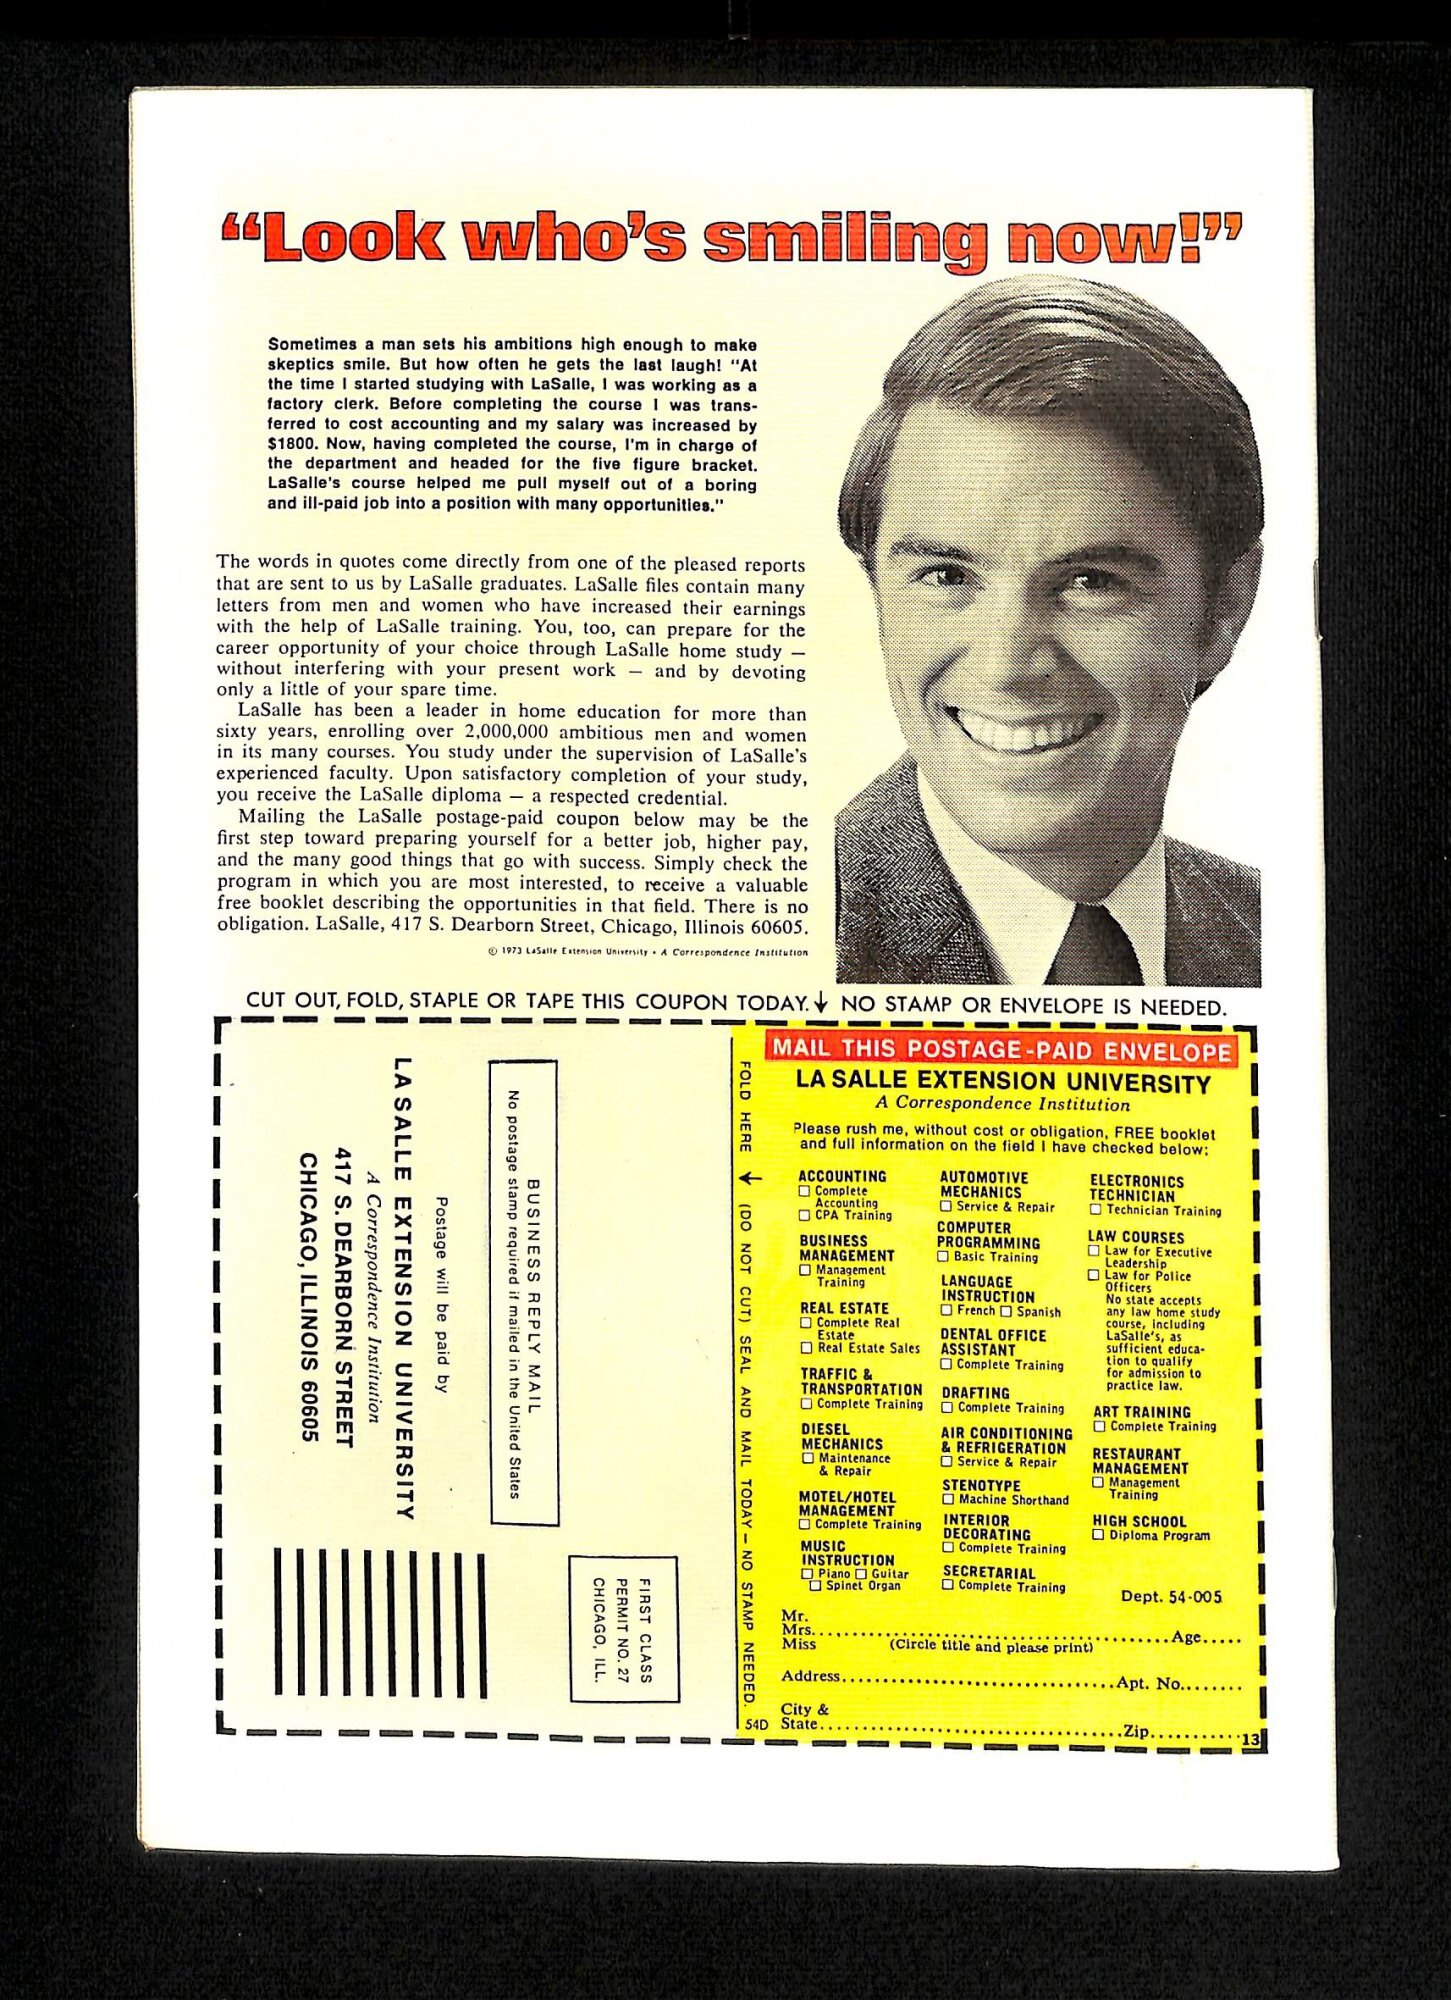 “Look who’s smiling now!”
Sometimes a man sets his ambitions high enough to make
skeptics smile. But how often he gets the last laugh! “At
the time I started studying with LaSalle, I was working as a
factory clerk. Before completing the course I was trans-
ferred to cost accounting and my salary was increased by
$1800. Now, having completed the course, I'm in charge of
the department and headed for the five figure bracket.
LaSalle's course helped me pull myself out of a boring
and ill-paid job into a position with many opportunities."
The words in quotes come directly from one of the pleased reports
that are sent to us by LaSalle graduates. LaSalle files contain many
letters from men and women who have increased their earnings
with the help of LaSalle training. You, too, can prepare for the
career opportunity of your choice through LaSalle home study —
without interfering with your present work — and by devoting
only a little of your spare time.
LaSalle has been a leader in home education for more than
sixty years, enrolling over 2,000,000 ambitious men and women
in its many courses. You study under the supervision of LaSalle's
experienced faculty. Upon satisfactory completion of your study,
you receive the LaSalle diploma — a respected credential.
Mailing the LaSalle postage-paid coupon below may be the
first step toward preparing yourself for a better job, higher pay,
and the many good things that go with success. Simply check the
program in which you are most interested, to receive a valuable
free booklet describing the opportunities in that field. There is no
obligation. LaSalle, 417 S. Dearborn Street, Chicago, Illinois 60605.
© 1973 LaSalle Extension University • A Correspondence Institution
CUT OUT, FOLD, STAPLE OR TAPE THIS COUPON TODAY.↓ NO STAMP OR ENVELOPE IS NEEDED.
FIRST CLASS
PERMIT NO. 27
CHICAGO, ILL.
BUSINESS REPLY MAIL
No postage stamp required if mailed in the United States
Postage will be paid by
LA SALLE EXTENSION UNIVERSITY
A Correspondence Institution
417 S. DEARBORN STREET
CHICAGO, ILLINOIS 60605
FOLD HERE ← (DO NOT CUT) SEAL AND MAIL TODAY — NO STAMP NEEDED.
MAIL THIS POSTAGE-PAID ENVELOPE
LA SALLE EXTENSION UNIVERSITY
A Correspondence Institution
Please rush me, without cost or obligation, FREE booklet
and full information on the field I have checked below:
ACCOUNTING
☐ Complete
Accounting
☐ CPA Training
BUSINESS
MANAGEMENT
☐ Management
Training
REAL ESTATE
☐ Complete Real
Estate
☐ Real Estate Sales
TRAFFIC &
TRANSPORTATION
☐ Complete Training
DIESEL
MECHANICS
☐ Maintenance
& Repair
MOTEL/HOTEL
MANAGEMENT
☐ Complete Training
MUSIC
INSTRUCTION
☐ Piano ☐ Guitar
☐ Spinet Organ
AUTOMOTIVE
MECHANICS
☐ Service & Repair
COMPUTER
PROGRAMMING
☐ Basic Training
LANGUAGE
INSTRUCTION
☐ French ☐ Spanish
DENTAL OFFICE
ASSISTANT
☐ Complete Training
DRAFTING
☐ Complete Training
AIR CONDITIONING
& REFRIGERATION
☐ Service & Repair
STENOTYPE
☐ Machine Shorthand
INTERIOR
DECORATING
☐ Complete Training
SECRETARIAL
☐ Complete Training
ELECTRONICS
TECHNICIAN
☐ Technician Training
LAW COURSES
☐ Law for Executive
Leadership
☐ Law for Police
Officers
No state accepts
any law home study
course, including
LaSalle's, as
sufficient educa-
tion to qualify
for admission to
practice law.
ART TRAINING
☐ Complete Training
RESTAURANT
MANAGEMENT
☐ Management
Training
HIGH SCHOOL
☐ Diploma Program
Dept. 54-005
Mr.
Mrs. Age
Miss (Circle title and please print)
Address Apt. No.
City &
State Zip
54D
13